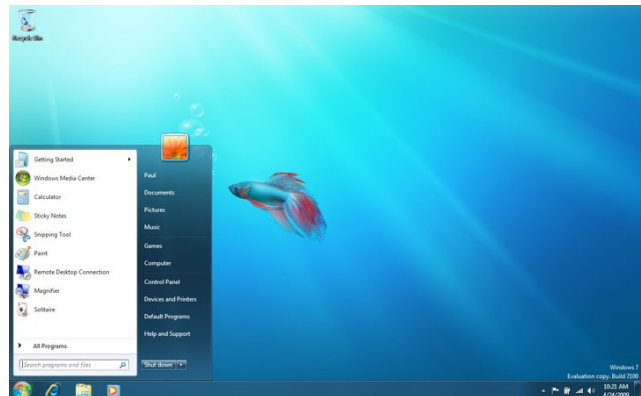 Recycle Bin
Getting Started
Windows Media Center
Calculator
Sticky Notes
Snipping Tool
Paint
Remote Desktop Connection
Magnifier
Solitaire
All Programs
Search programs and files
Paul
Documents
Pictures
Music
Games
Computer
Control Panel
Devices and Printers
Default Programs
Help and Support
Shut down
Windows 7
Evaluation copy. Build 7100
10:21 AM
4/24/2009